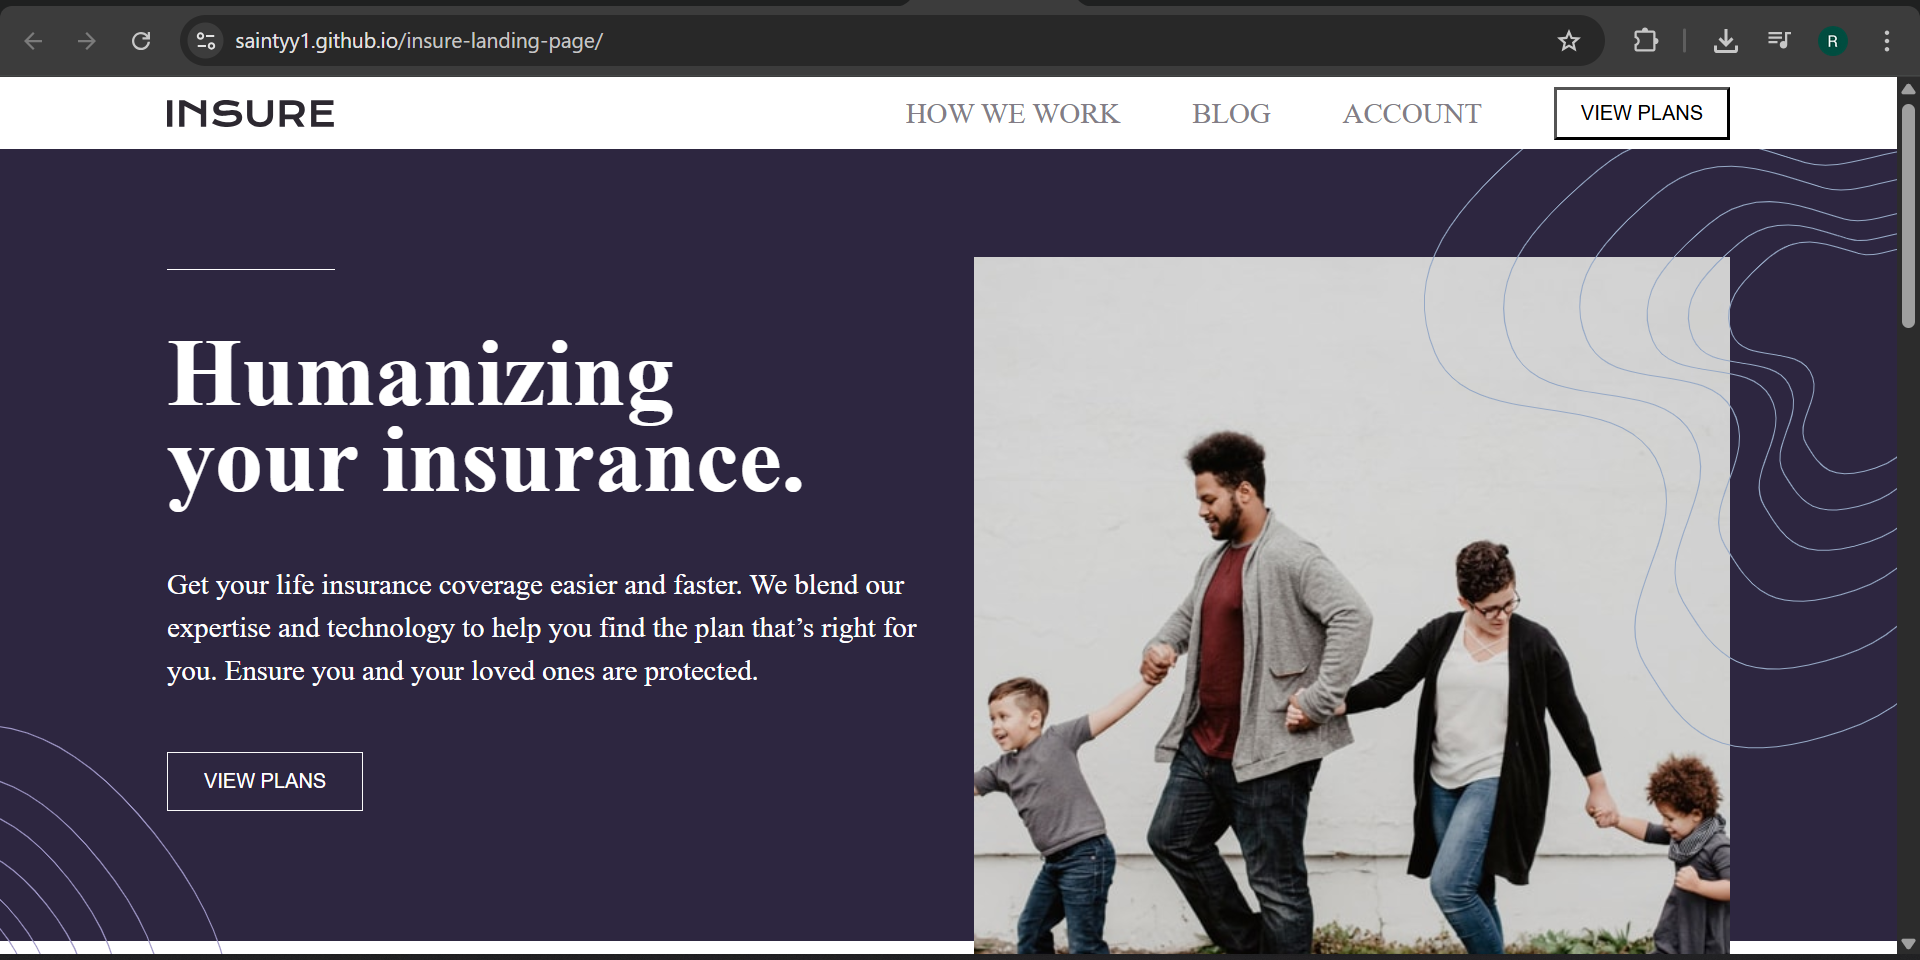 saintyy1.github.io/insure-landing-page/
R
INSURE
HOW WE WORK
BLOG
ACCOUNT
VIEW PLANS
Humanizing
your insurance.
Get your life insurance coverage easier and faster. We blend our
expertise and technology to help you find the plan that’s right for
you. Ensure you and your loved ones are protected.
VIEW PLANS